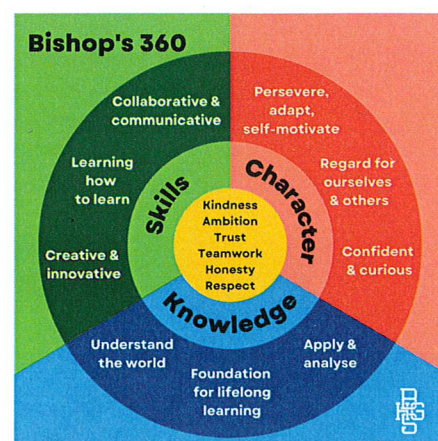 Bishop's 360
Collaborative &
communicative
Learning
how
to learn
Creative &
innovative
Skills
Persevere,
adapt,
self-motivate
Regard for
ourselves
& others
Confident
& curious
Character
Kindness
Ambition
Trust
Teamwork
Honesty
Respect
Knowledge
Understand
the world
Foundation
for lifelong
learning
Apply &
analyse